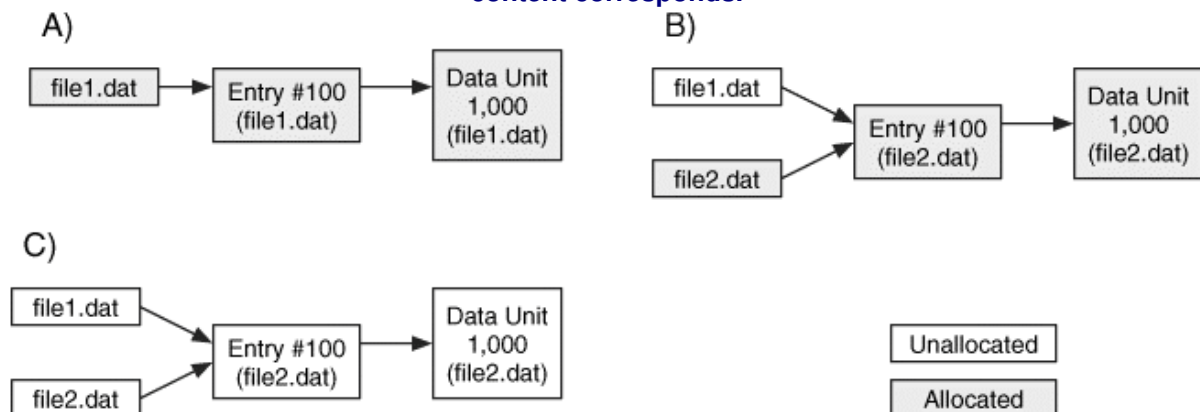 content corresponds.
A)
file1.dat
Entry #100
(file1.dat)
Data Unit
1,000
(file1.dat)
B)
file1.dat
file2.dat
Entry #100
(file2.dat)
Data Unit
1,000
(file2.dat)
C)
file1.dat
file2.dat
Entry #100
(file2.dat)
Data Unit
1,000
(file2.dat)
Unallocated
Allocated